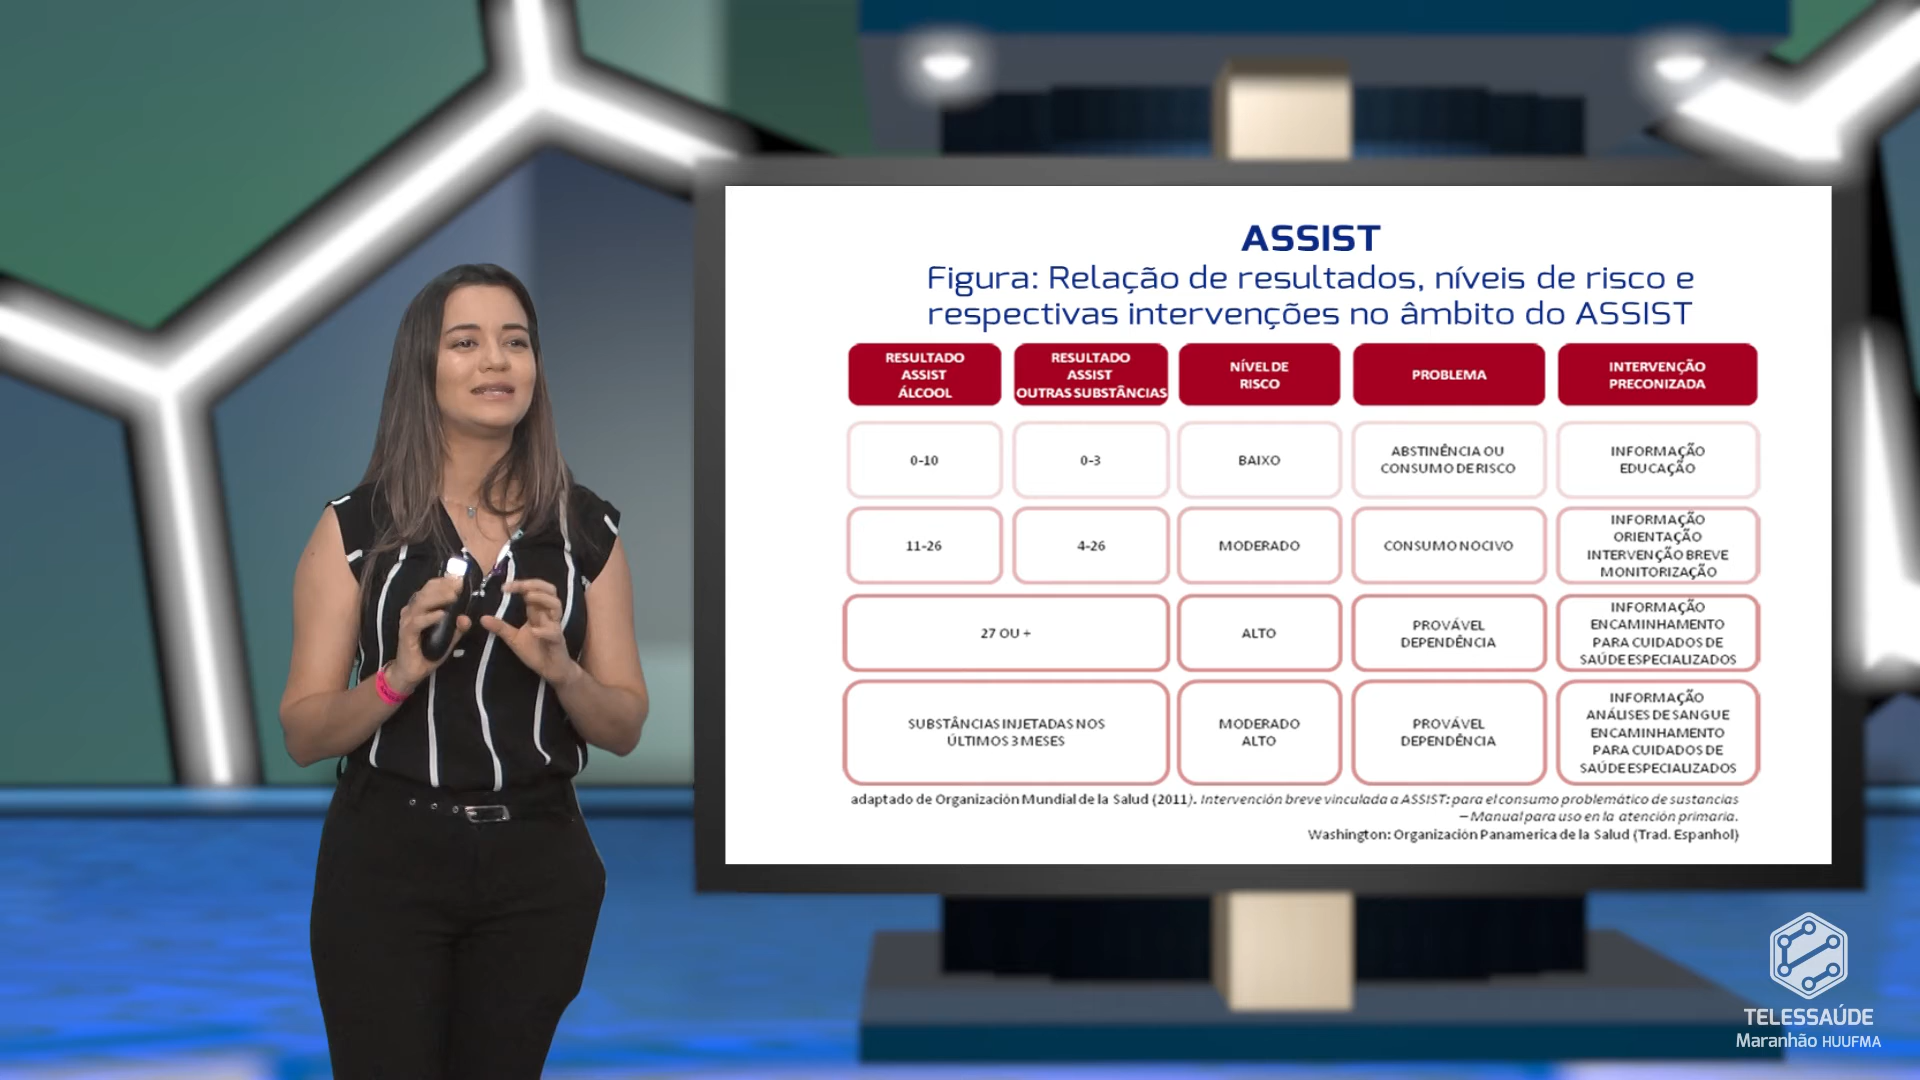 ASSIST
Figura: Relação de resultados, níveis de risco e
respectivas intervenções no âmbito do ASSIST
RESULTADO
ASSIST
ÁLCOOL
RESULTADO
ASSIST
OUTRAS SUBSTÂNCIAS
NÍVEL DE
RISCO
PROBLEMA
INTERVENÇÃO
PRECONIZADA
0-10
0-3
BAIXO
ABSTINÊNCIA OU
CONSUMO DE RISCO
INFORMAÇÃO
EDUCAÇÃO
11-26
4-26
MODERADO
CONSUMO NOCIVO
INFORMAÇÃO
ORIENTAÇÃO
INTERVENÇÃO BREVE
MONITORIZAÇÃO
27 OU +
ALTO
PROVÁVEL
DEPENDÊNCIA
INFORMAÇÃO
ENCAMINHAMENTO
PARA CUIDADOS DE
SAÚDE ESPECIALIZADOS
SUBSTÂNCIAS INJETADAS NOS
ÚLTIMOS 3 MESES
MODERADO
ALTO
PROVÁVEL
DEPENDÊNCIA
INFORMAÇÃO
ANÁLISES DE SANGUE
ENCAMINHAMENTO
PARA CUIDADOS DE
SAÚDE ESPECIALIZADOS
adaptado de Organización Mundial de la Salud (2011). Intervención breve vinculada a ASSIST: para el consumo problemático de sustancias
– Manual para uso en la atención primaria.
Washington: Organización Panamerica de la Salud (Trad. Espanhol)
TELESSAÚDE
Maranhão HUUFMA